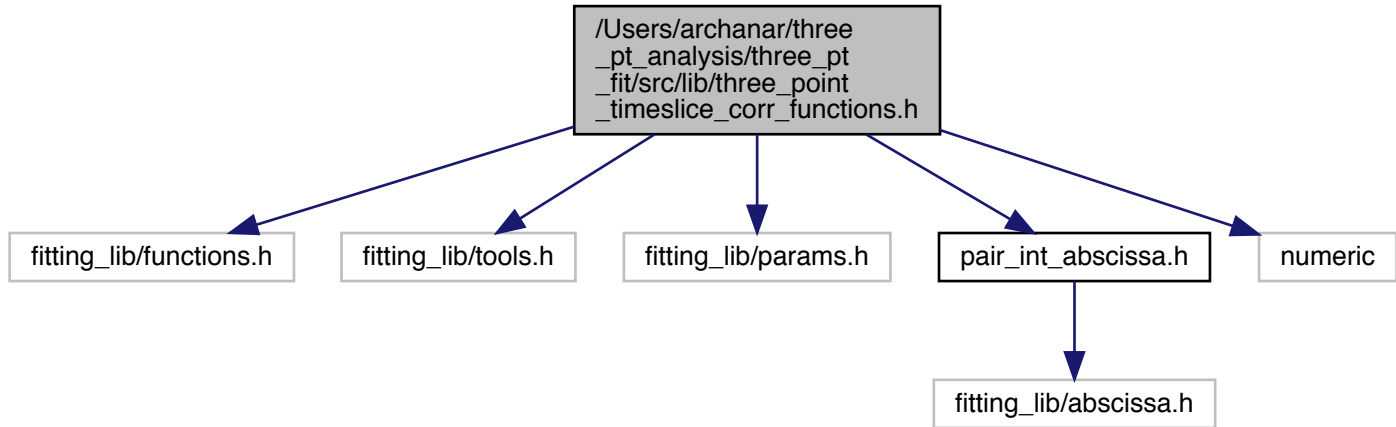 /Users/archanar/three
_pt_analysis/three_pt
_fit/src/lib/three_point
_timeslice_corr_functions.h
fitting_lib/functions.h
fitting_lib/tools.h
fitting_lib/params.h
pair_int_abscissa.h
numeric
fitting_lib/abscissa.h